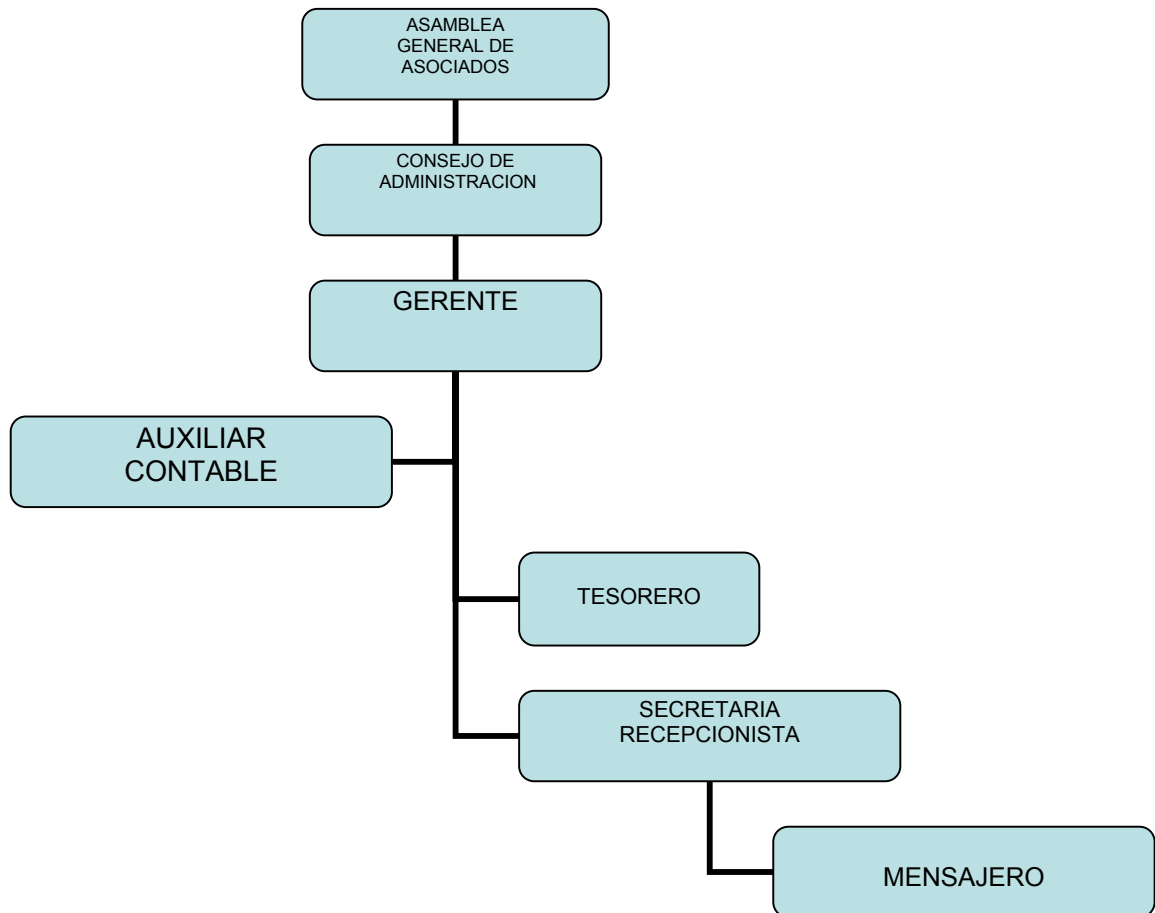 ASAMBLEA
GENERAL DE
ASOCIADOS
CONSEJO DE
ADMINISTRACION
GERENTE
AUXILIAR
CONTABLE
TESORERO
SECRETARIA
RECEPCIONISTA
MENSAJERO